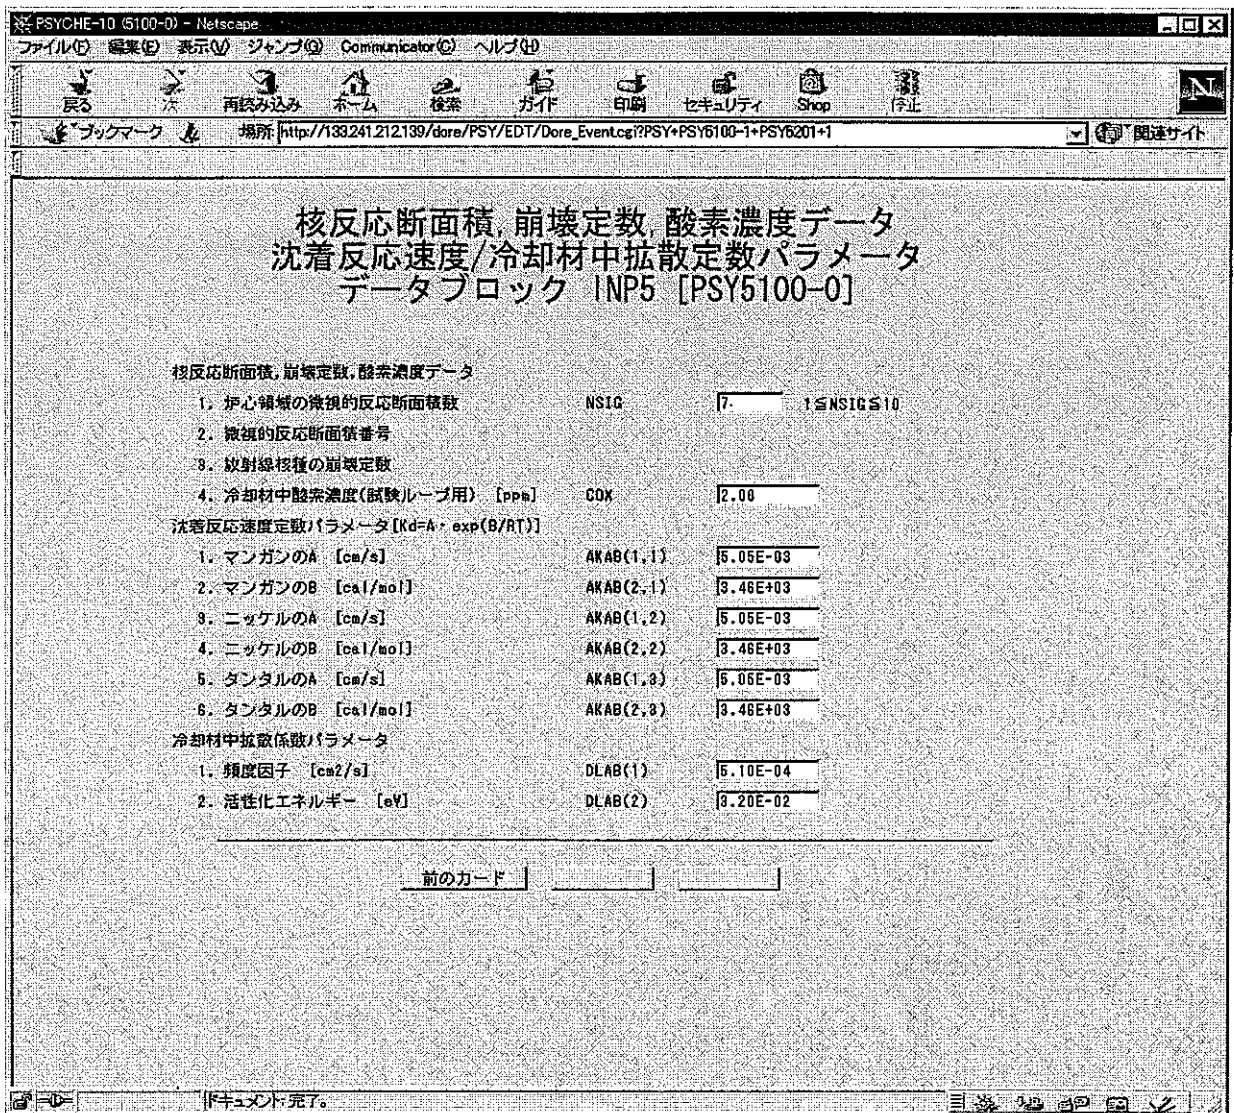 PSYCHE-10 (5100-0) - Netscape
ファイル(F) 編集(E) 表示(V) ジャンプ(G) Communicator(C) ヘルプ(H)
戻る 次 再読み込み ホーム 検索 ガイド 印刷 セキュリティ Shop 停止
N
ブックマーク 場所 http://133.241.212.139/dore/PSY/EDT/Dore_Event.cgi?PSY+PSY5100-1+PSY5201+1 関連サイト
核反応断面積,崩壊定数,酸素濃度データ
沈着反応速度/冷却材中拡散定数パラメータ
データブロック INP5 [PSY5100-0]
核反応断面積,崩壊定数,酸素濃度データ
1. 炉心領域の微視的反応断面積数 NSIG 7 1≦NSIG≦10
2. 微視的反応断面積番号
3. 放射線核種の崩壊定数
4. 冷却材中酸素濃度(試験ループ用) [ppm] COX
沈着反応速度定数パラメータ[Kd=A・exp(B/RT)]
1. マンガンのA [cm/s] AKAB(1,1) 5.05E-03
2. マンガンのB [cal/mol] AKAB(2,1) 3.46E+03
3. ニッケルのA [cm/s] AKAB(1,2) 5.05E-03
4. ニッケルのB [cal/mol] AKAB(2,2) 3.46E+03
5. タンタルのA [cm/s] AKAB(1,3) 5.05E-03
6. タンタルのB [cal/mol] AKAB(2,3) 3.46E+03
冷却材中拡散係数パラメータ
1. 頻度因子 [cm2/s] DLAB(1) 5.10E-04
2. 活性化エネルギー [eV] DLAB(2) 3.20E-02
前のカード
ドキュメント:完了。